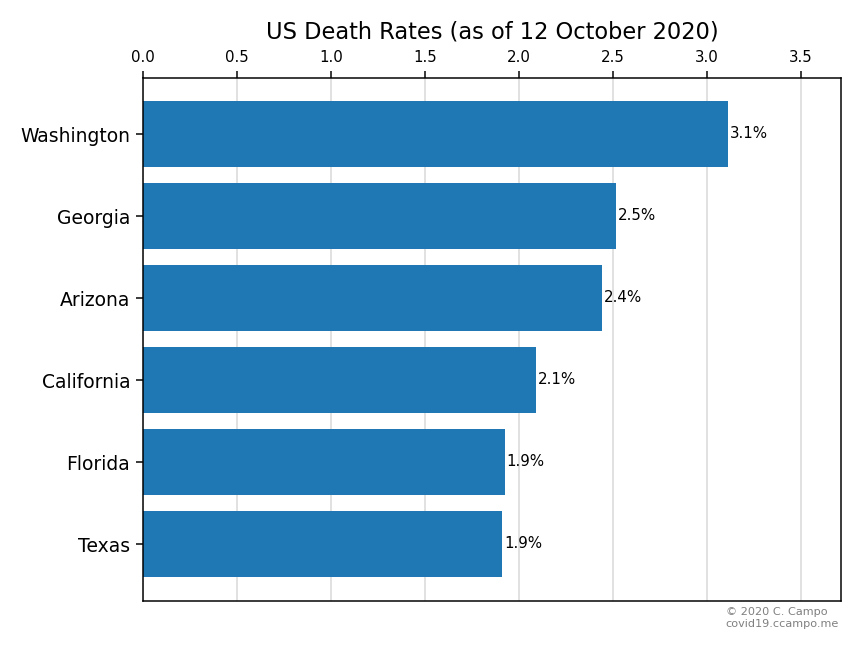 US Death Rates (as of 12 October 2020)
0.0 0.5 1.0 1.5 2.0 2.5 3.0 3.5
Washington 3.1%
Georgia 2.5%
Arizona 2.4%
California 2.1%
Florida 1.9%
Texas 1.9%
© 2020 C. Campo
covid19.ccampo.me